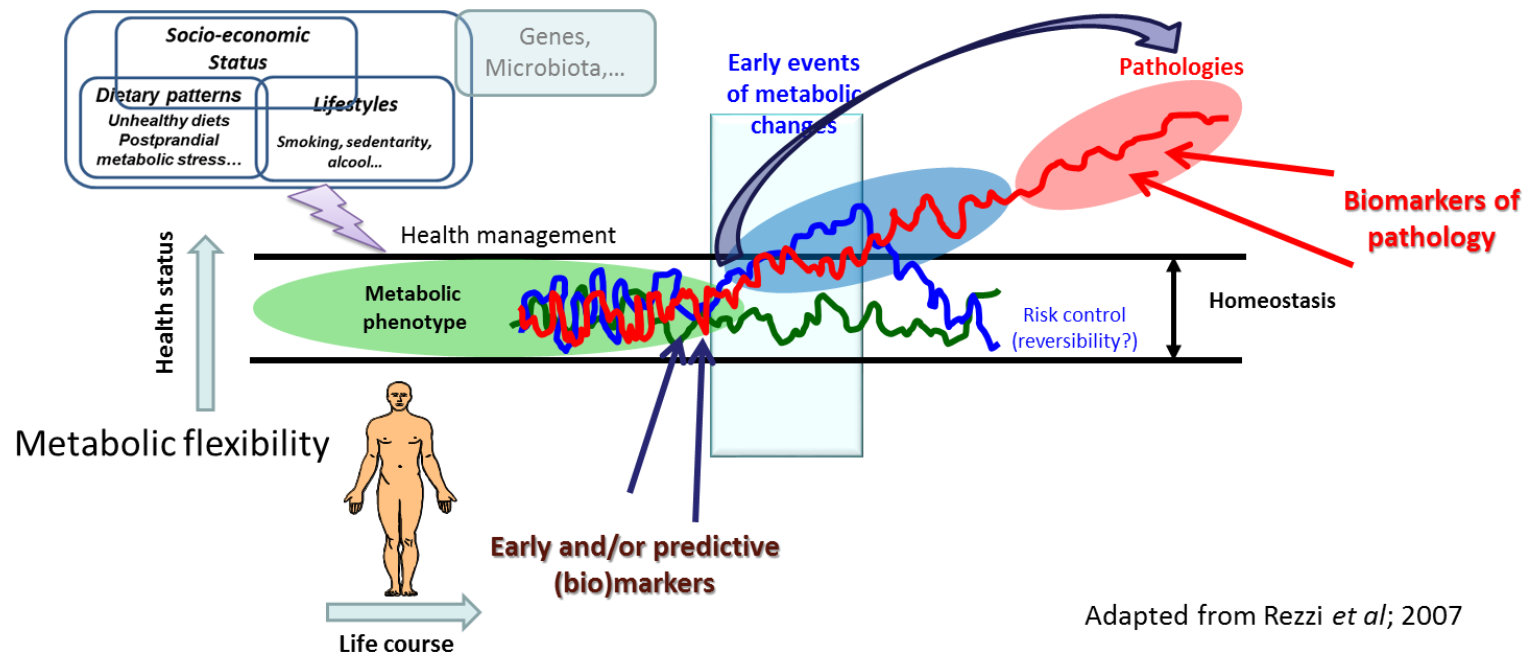 Socio-economic
Status
Genes,
Microbiota,...
Dietary patterns
Unhealthy diets
Postprandial
metabolic stress...
Lifestyles
Smoking, sedentarity,
alcool...
Early events
of metabolic
changes
Pathologies
Biomarkers of
pathology
Health management
Health status
Metabolic
phenotype
Homeostasis
Risk control
(reversibility?)
Metabolic flexibility
Early and/or predictive
(bio)markers
Life course
Adapted from Rezzi et al; 2007